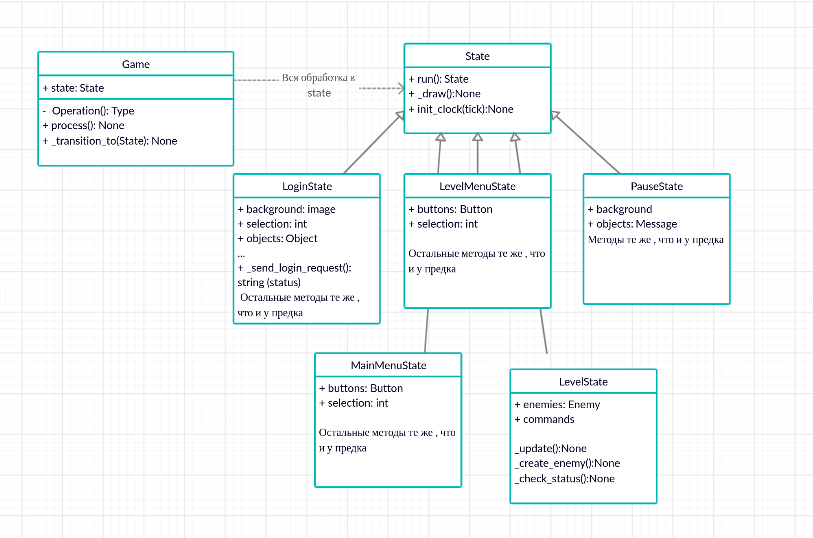 Game
+ state: State
-  Operation(): Type
+ process(): None
+ _transition_to(State): None
Вся обработка в
state
State
+ run(): State
+ _draw():None
+ init_clock(tick):None
LoginState
+ background: image
+ selection: int
+ objects: Object
...
+ _send_login_request():
string (status)
Остальные методы те же ,
что и у предка
LevelMenuState
+ buttons: Button
+ selection: int
Остальные методы те же , что
и у предка
PauseState
+ background
+ objects: Message
Методы те же , что и у предка
MainMenuState
+ buttons: Button
+ selection: int
Остальные методы те же , что
и у предка
LevelState
+ enemies: Enemy
+ commands
_update():None
_create_enemy():None
_check_status():None